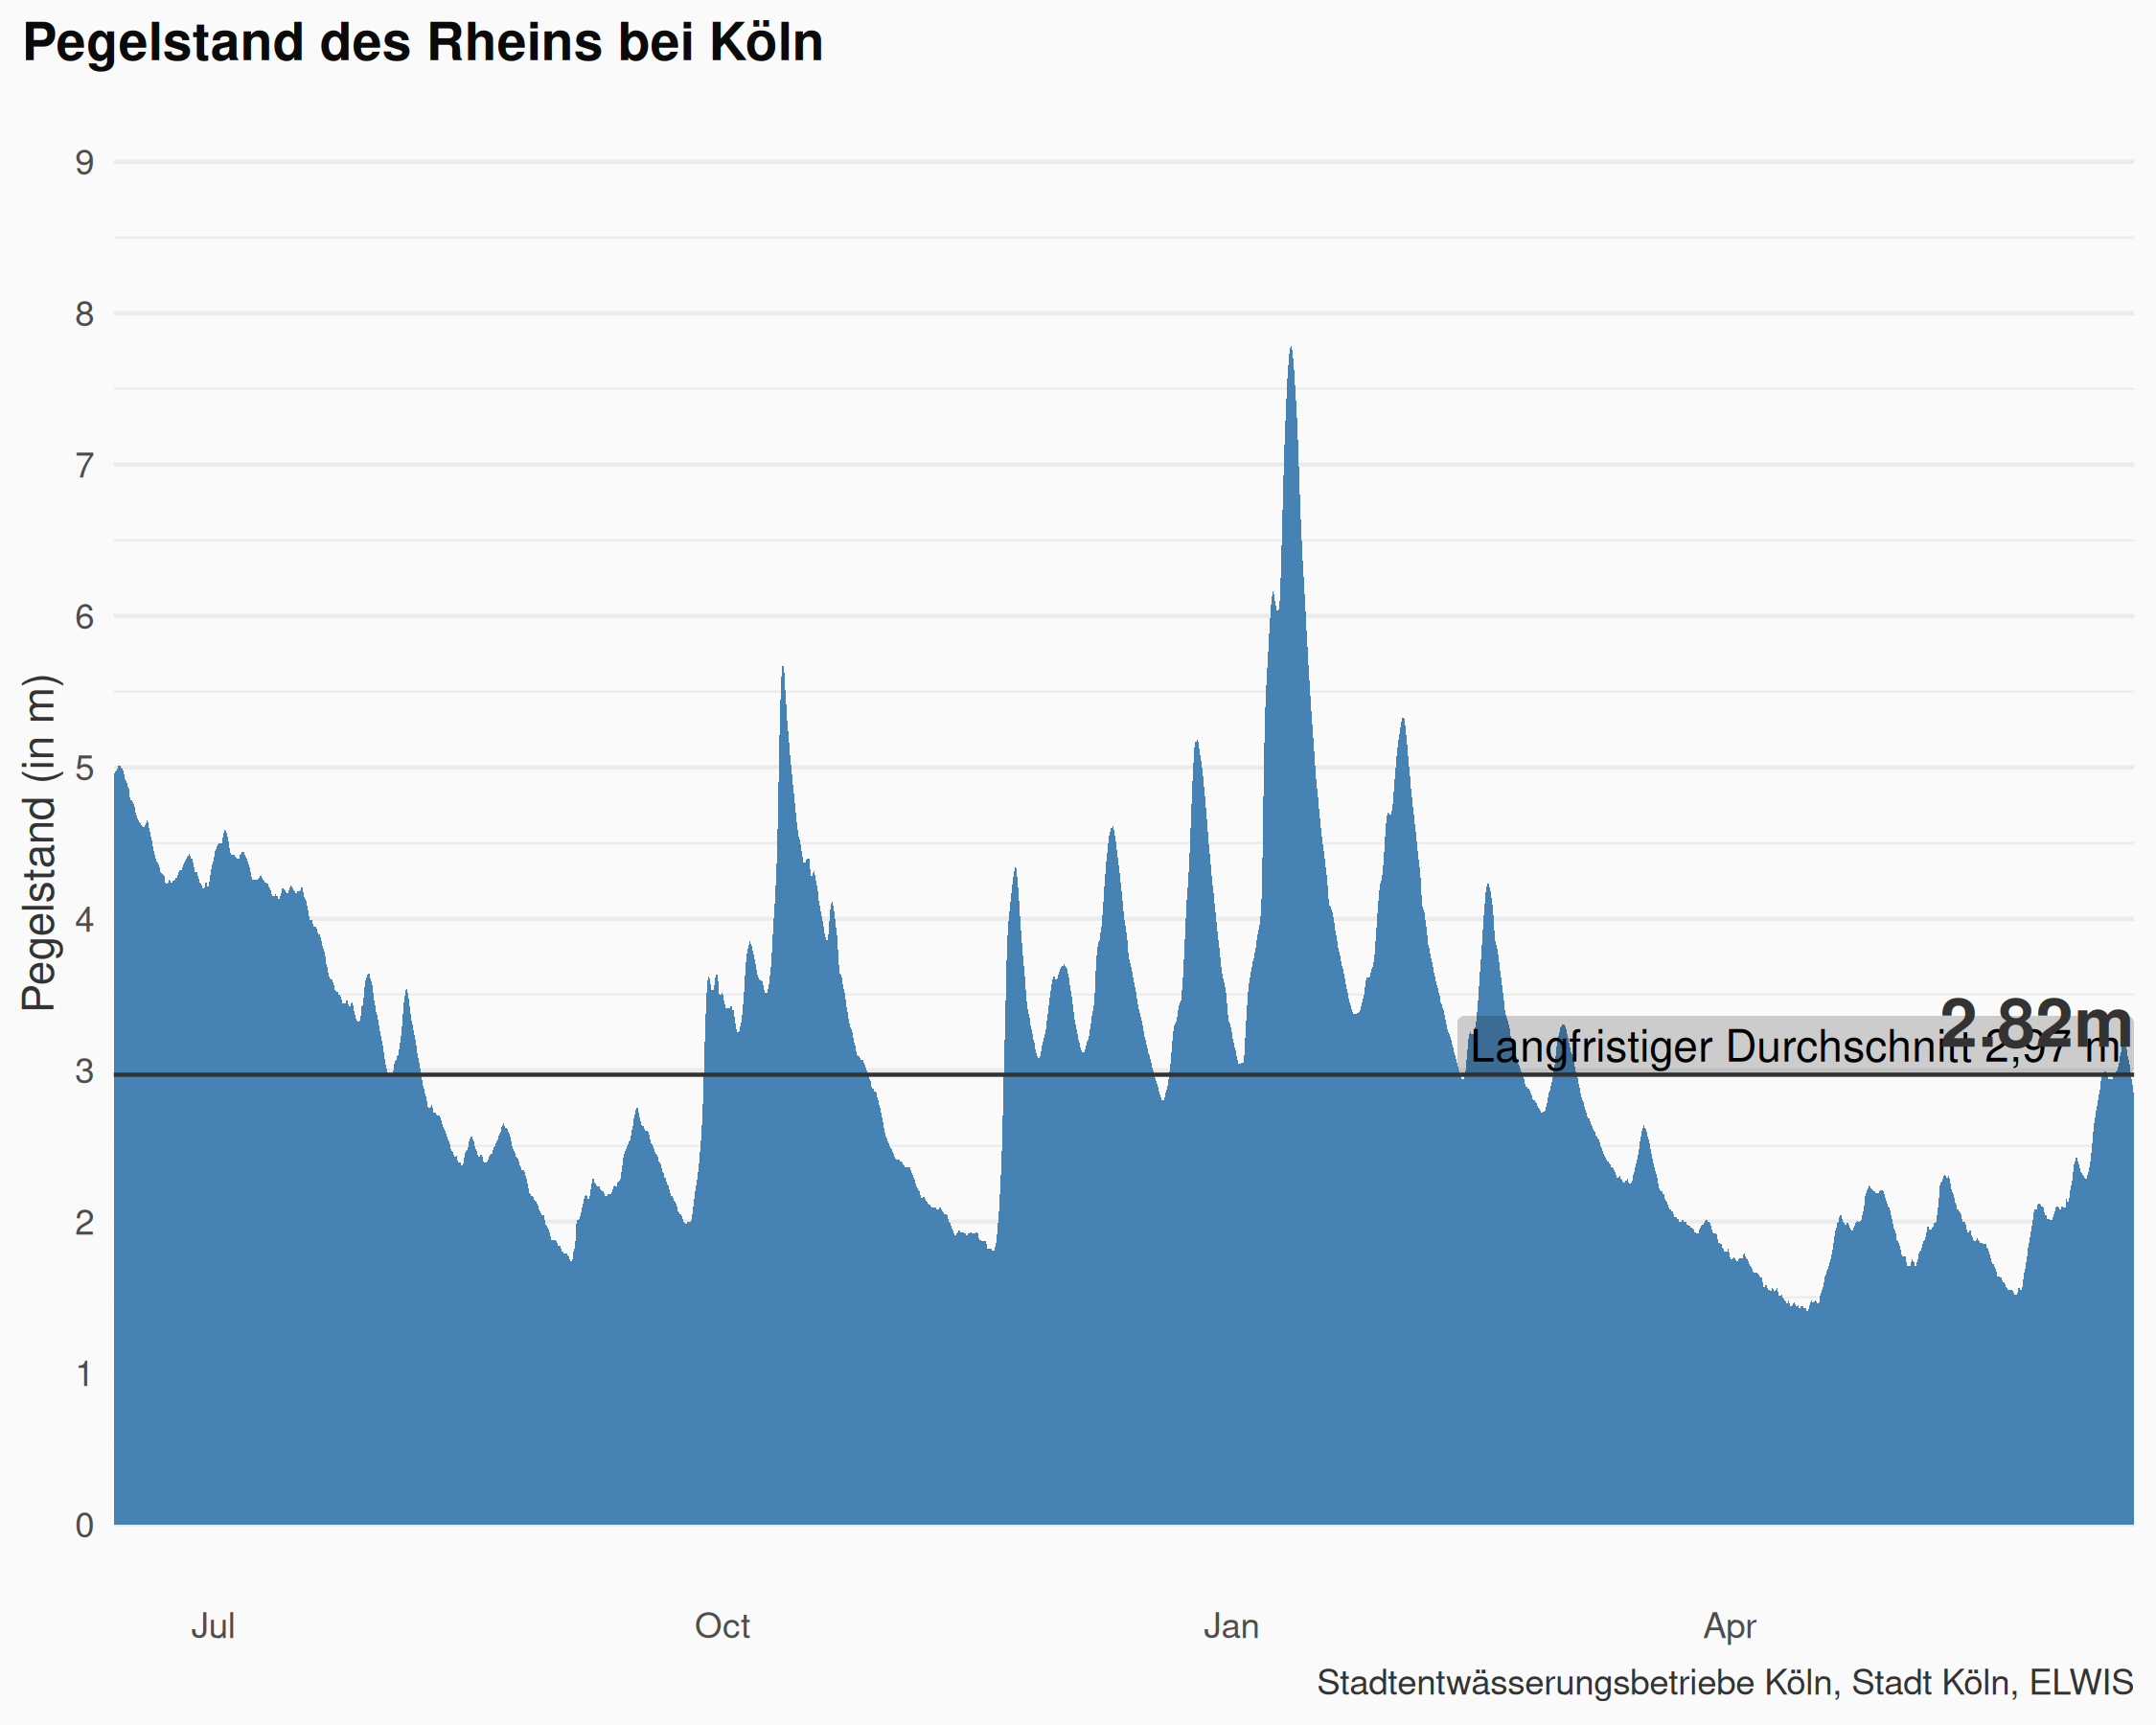 Pegelstand des Rheins bei Köln
Pegelstand (in m)
9
8
7
6
5
4
3
2
1
0
2.82m
Langfristiger Durchschnitt 2,97 m
Jul Oct Jan Apr
Stadtentwässerungsbetriebe Köln, Stadt Köln, ELWIS